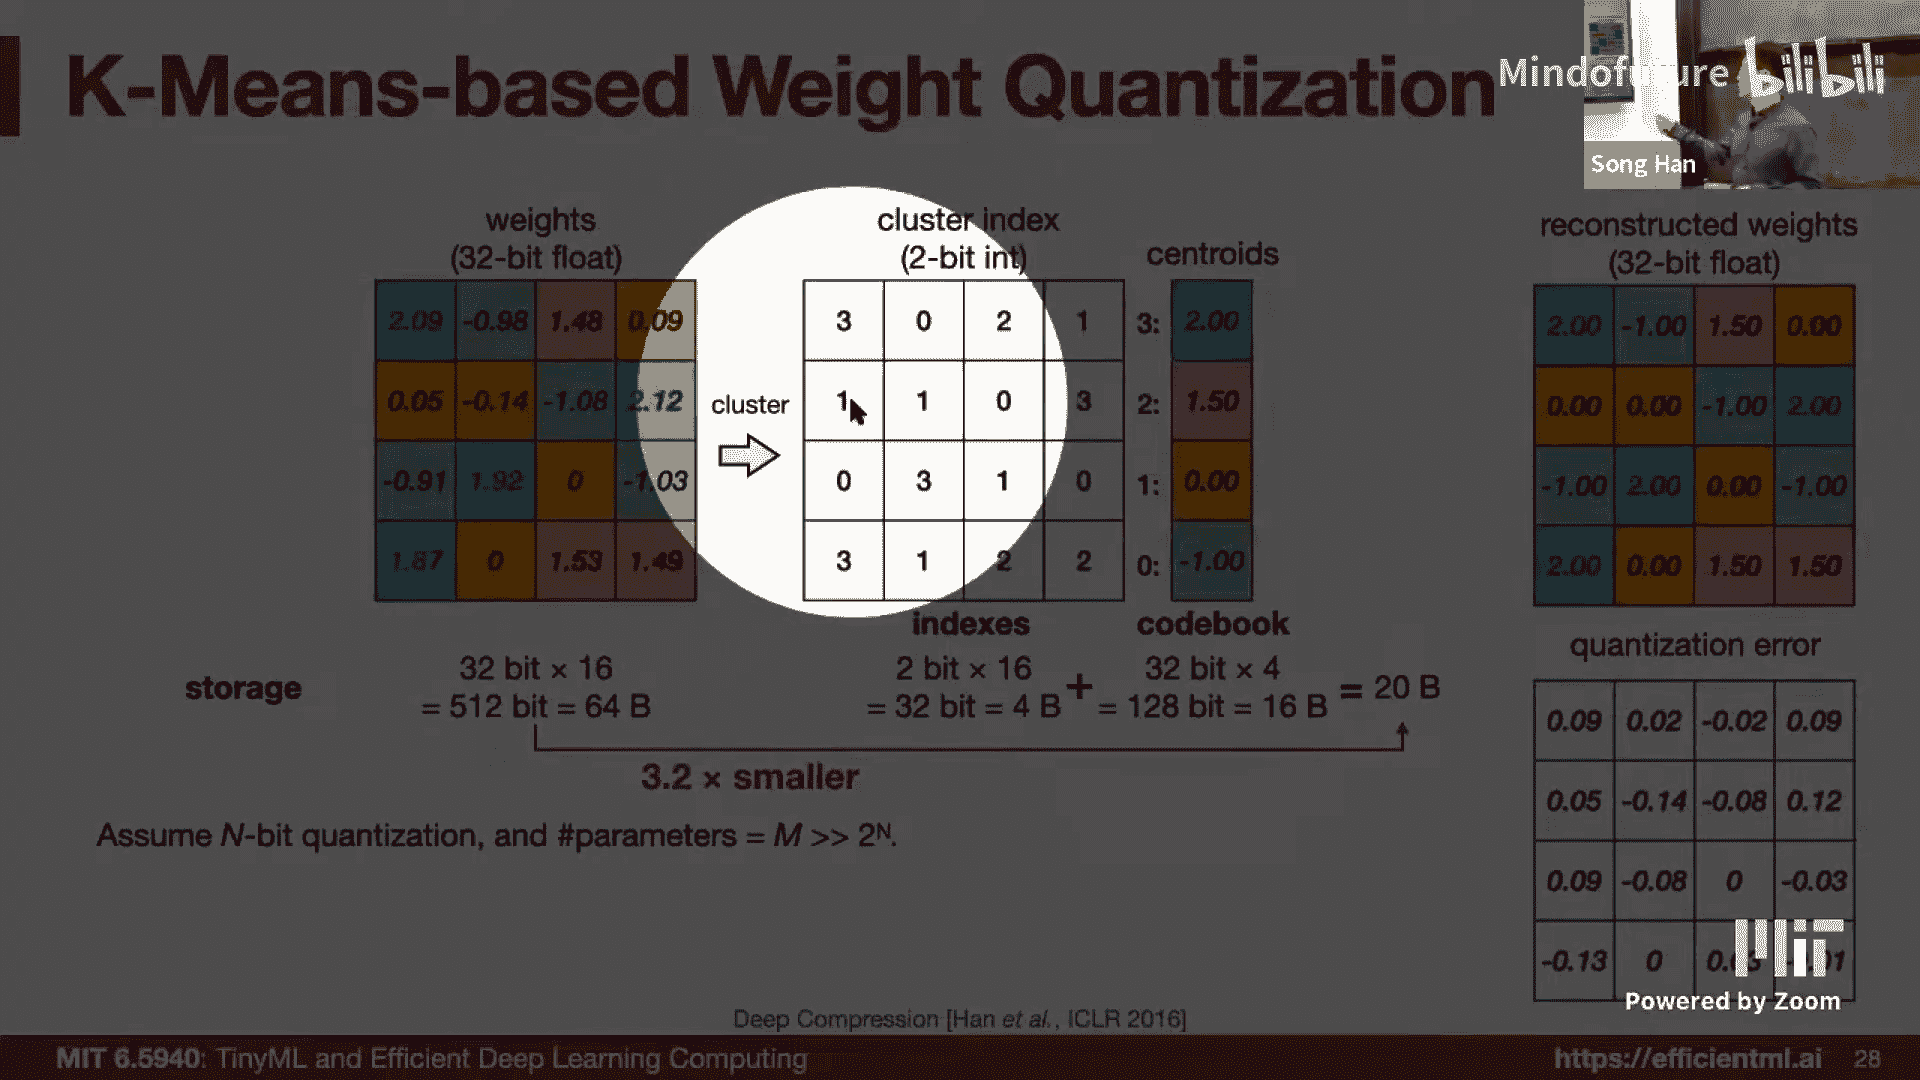 K-Means-based Weight Quantization
Mindofuture bilibili
Song Han
weights
(32-bit float)
cluster index
(2-bit int)
centroids
reconstructed weights
(32-bit float)
2.09 -0.98 1.48 0.09
0.05 -0.14 -1.08 2.12
-0.91 1.92 0 -1.03
1.87 0 1.53 1.49
cluster
3 0 2 1
1 1 0 3
0 3 1 0
3 1 2 2
3: 2.00
2: 1.50
1: 0.00
0: -1.00
2.00 -1.00 1.50 0.00
0.00 0.00 -1.00 2.00
-1.00 2.00 0.00 -1.00
2.00 0.00 1.50 1.50
indexes
codebook
storage
32 bit × 16
= 512 bit = 64 B
2 bit × 16
= 32 bit = 4 B
+
32 bit × 4
= 128 bit = 16 B
= 20 B
3.2 × smaller
quantization error
0.09 0.02 -0.02 0.09
0.05 -0.14 -0.08 0.12
0.09 -0.08 0 -0.03
-0.13 0
Assume N-bit quantization, and #parameters = M >> 2ᴺ.
MIT
Powered by Zoom
Deep Compression [Han et al., ICLR 2016]
MIT 6.5940: TinyML and Efficient Deep Learning Computing
https://efficientml.ai 28